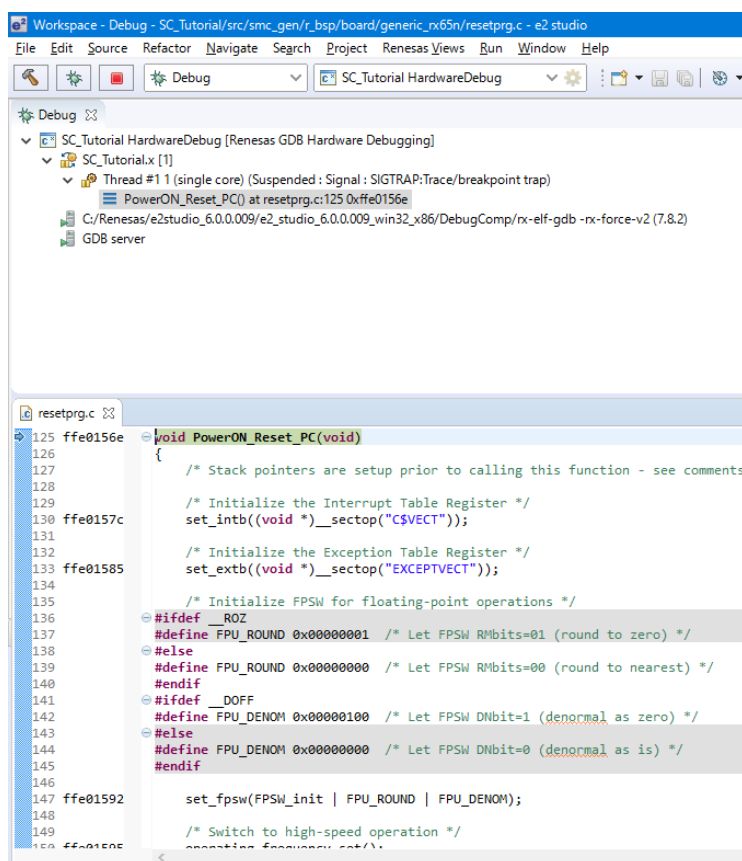 Workspace - Debug - SC_Tutorial/src/smc_gen/r_bsp/board/generic_rx65n/resetprg.c - e2 studio
File Edit Source Refactor Navigate Search Project Renesas Views Run Window Help
Debug SC_Tutorial HardwareDebug
Debug
SC_Tutorial HardwareDebug [Renesas GDB Hardware Debugging]
SC_Tutorial.x [1]
Thread #1 1 (single core) (Suspended : Signal : SIGTRAP:Trace/breakpoint trap)
PowerON_Reset_PC() at resetprg.c:125 0xffe0156e
C:/Renesas/e2studio_6.0.0.009/e2_studio_6.0.0.009_win32_x86/DebugComp/rx-elf-gdb -rx-force-v2 (7.8.2)
GDB server
resetprg.c
125 ffe0156e void PowerON_Reset_PC(void)
126 {
127 /* Stack pointers are setup prior to calling this function - see comments
128
129 /* Initialize the Interrupt Table Register */
130 ffe0157c set_intb((void *)__sectop("C$VECT"));
131
132 /* Initialize the Exception Table Register */
133 ffe01585 set_extb((void *)__sectop("EXCEPTVECT"));
134
135 /* Initialize FPSW for floating-point operations */
136 #ifdef __ROZ
137 #define FPU_ROUND 0x00000001 /* Let FPSW RMbits=01 (round to zero) */
138 #else
139 #define FPU_ROUND 0x00000000 /* Let FPSW RMbits=00 (round to nearest) */
140 #endif
141 #ifdef __DOFF
142 #define FPU_DENOM 0x00000100 /* Let FPSW DNbit=1 (denormal as zero) */
143 #else
144 #define FPU_DENOM 0x00000000 /* Let FPSW DNbit=0 (denormal as is) */
145 #endif
146
147 ffe01592 set_fpsw(FPSW_init | FPU_ROUND | FPU_DENOM);
148
149 /* Switch to high-speed operation */
150 ffe01595 operating_frequency_set();